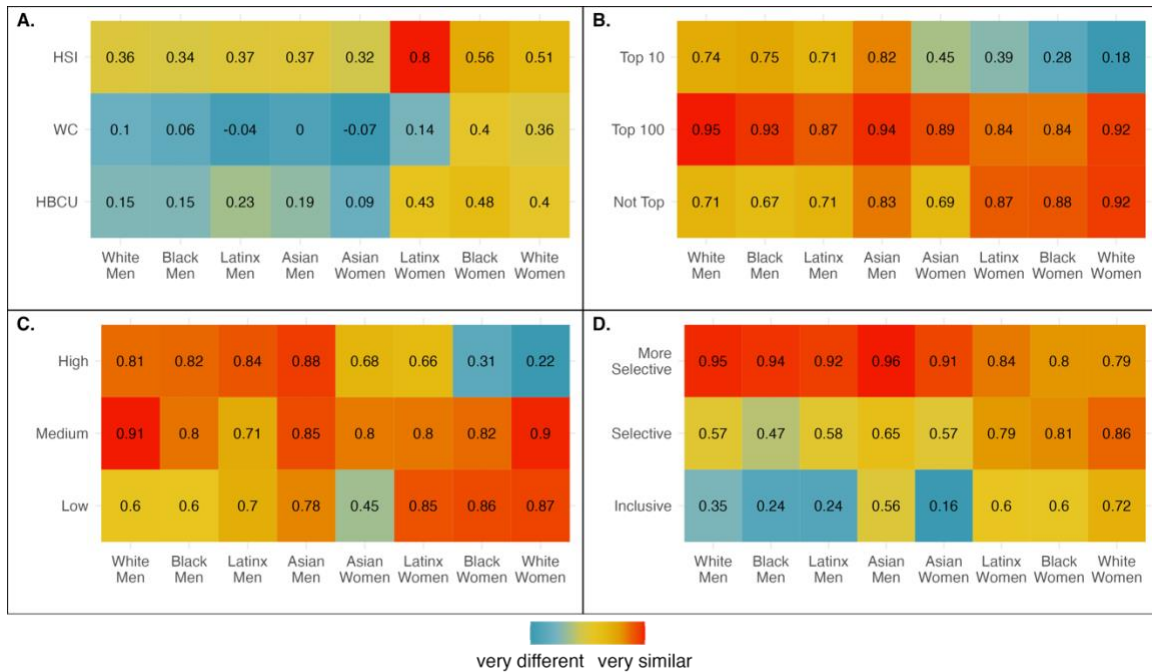 A.
HSI 0.36 0.34 0.37 0.37 0.32 0.8 0.56 0.51
WC 0.1 0.06 -0.04 0 -0.07 0.14 0.4 0.36
HBCU 0.15 0.15 0.23 0.19 0.09 0.43 0.48 0.4
White Black Latinx Asian Asian Latinx Black White
Men Men Men Men Women Women Women Women
B.
Top 10 0.74 0.75 0.71 0.82 0.45 0.39 0.28 0.18
Top 100 0.95 0.93 0.87 0.94 0.89 0.84 0.84 0.92
Not Top 0.71 0.67 0.71 0.83 0.69 0.87 0.88 0.92
White Black Latinx Asian Asian Latinx Black White
Men Men Men Men Women Women Women Women
C.
High 0.81 0.82 0.84 0.88 0.68 0.66 0.31 0.22
Medium 0.91 0.8 0.71 0.85 0.8 0.8 0.82 0.9
Low 0.6 0.6 0.7 0.78 0.45 0.85 0.86 0.87
White Black Latinx Asian Asian Latinx Black White
Men Men Men Men Women Women Women Women
D.
More
Selective 0.95 0.94 0.92 0.96 0.91 0.84 0.8 0.79
Selective 0.57 0.47 0.58 0.65 0.57 0.79 0.81 0.86
Inclusive 0.35 0.24 0.24 0.56 0.16 0.6 0.6 0.72
White Black Latinx Asian Asian Latinx Black White
Men Men Men Men Women Women Women Women
very different very similar